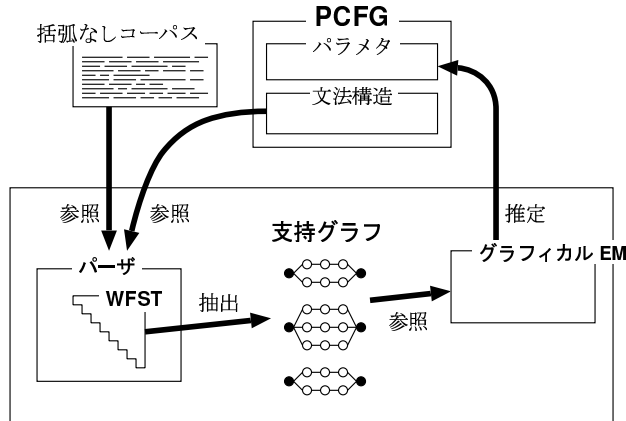 PCFG
括弧なしコーパス
パラメタ
文法構造
参照
参照
推定
支持グラフ
グラフィカル EM
パーザ
WFST
抽出
参照